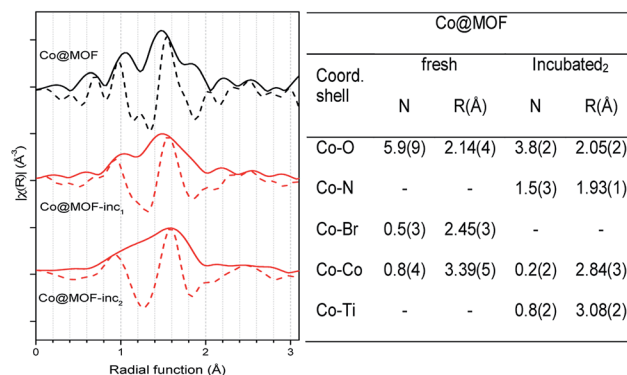 Co@MOF
Co@MOF-inc₁
Co@MOF-inc₂
|χ(R)| (Å⁻³)
0 1 2 3
Radial function (Å)
Co@MOF
Coord. shell fresh Incubated₂
N R(Å) N R(Å)
Co-O 5.9(9) 2.14(4) 3.8(2) 2.05(2)
Co-N - - 1.5(3) 1.93(1)
Co-Br 0.5(3) 2.45(3) - -
Co-Co 0.8(4) 3.39(5) 0.2(2) 2.84(3)
Co-Ti - - 0.8(2) 3.08(2)